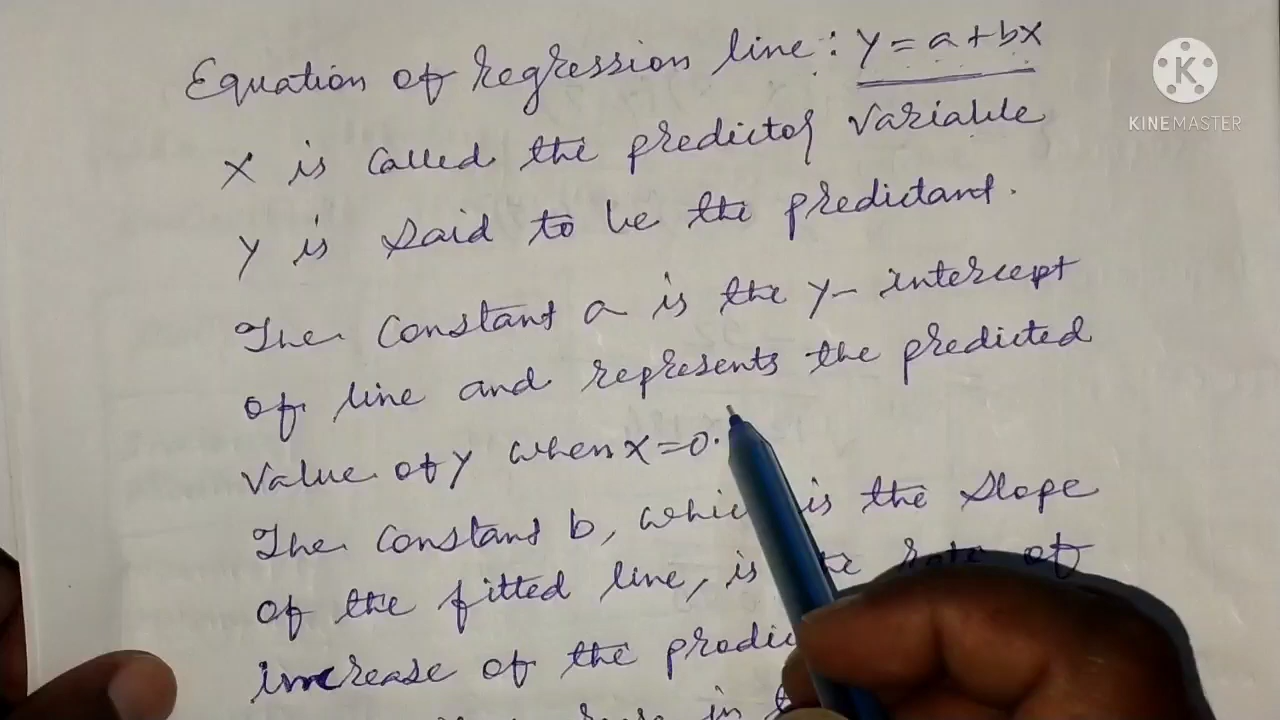 Equation of regression line: y = a + bx
KINEMASTER
x is called the predictor variable
y is said to be the predictant.
The constant a is the y-intercept
of line and represents the predicted
value of y when x=0.
The constant b, which is the slope
of the fitted line, is the rate of
increase of the
in